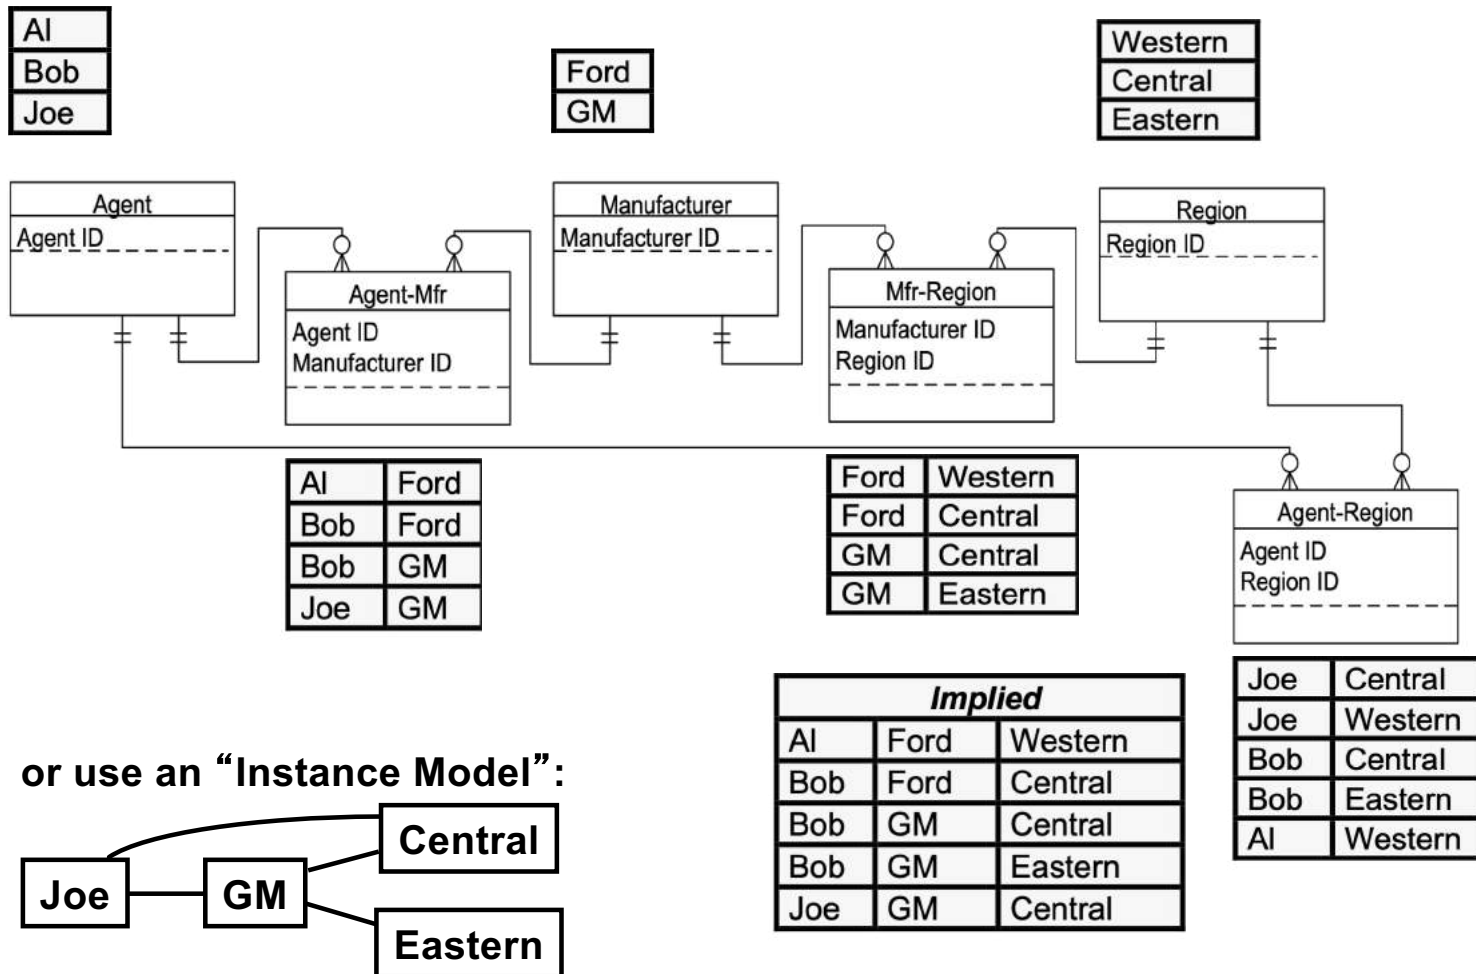 Al
Bob
Joe
Ford
GM
Western
Central
Eastern
Agent
Agent ID
Manufacturer
Manufacturer ID
Region
Region ID
Agent-Mfr
Agent ID
Manufacturer ID
Mfr-Region
Manufacturer ID
Region ID
Al Ford
Bob Ford
Bob GM
Joe GM
Ford Western
Ford Central
GM Central
GM Eastern
Agent-Region
Agent ID
Region ID
Joe Central
Joe Western
Bob Central
Bob Eastern
Al Western
Implied
Al Ford Western
Bob Ford Central
Bob GM Central
Bob GM Eastern
Joe GM Central
or use an “Instance Model”:
Central
Joe GM
Eastern